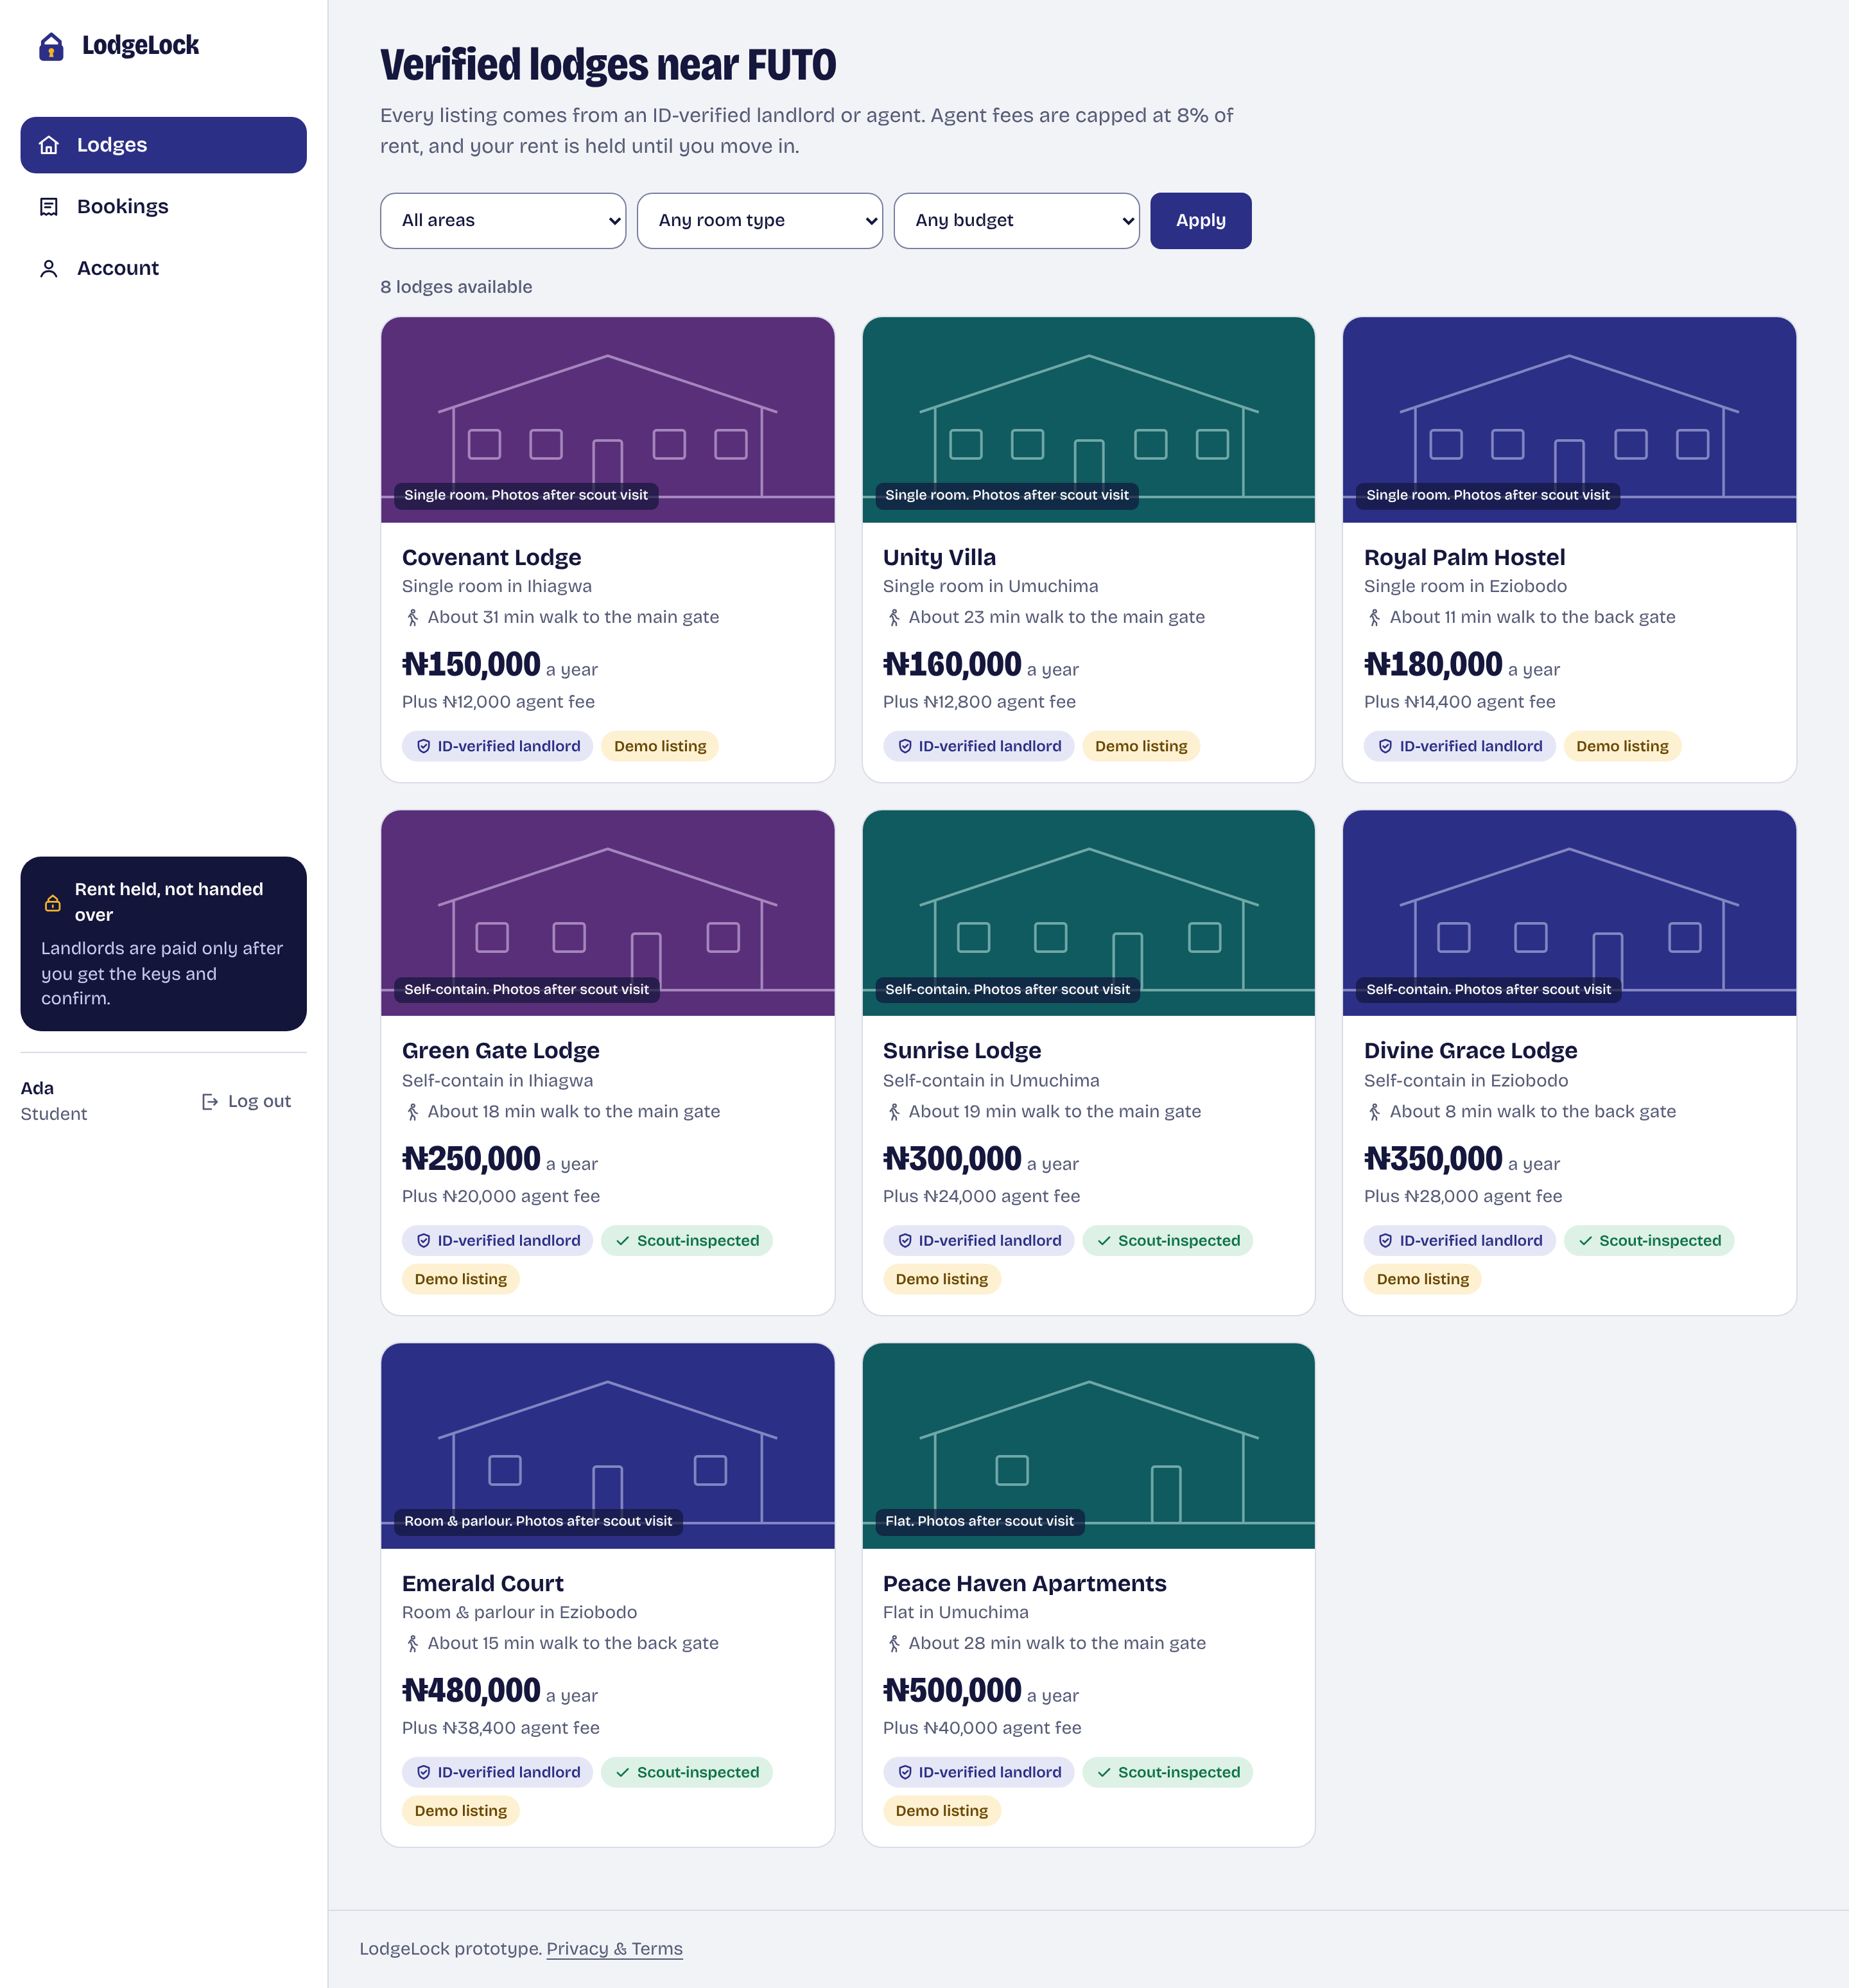 LodgeLock
Lodges
Bookings
Account
Rent held, not handed
over
Landlords are paid only after
you get the keys and
confirm.
Ada
Student
Log out
Verified lodges near FUTO
Every listing comes from an ID-verified landlord or agent. Agent fees are capped at 8% of
rent, and your rent is held until you move in.
All areas
Any room type
Any budget
Apply
8 lodges available
Single room. Photos after scout visit
Covenant Lodge
Single room in Ihiagwa
About 31 min walk to the main gate
₦150,000 a year
Plus ₦12,000 agent fee
ID-verified landlord
Demo listing
Single room. Photos after scout visit
Unity Villa
Single room in Umuchima
About 23 min walk to the main gate
₦160,000 a year
Plus ₦12,800 agent fee
ID-verified landlord
Demo listing
Single room. Photos after scout visit
Royal Palm Hostel
Single room in Eziobodo
About 11 min walk to the back gate
₦180,000 a year
Plus ₦14,400 agent fee
ID-verified landlord
Demo listing
Self-contain. Photos after scout visit
Green Gate Lodge
Self-contain in Ihiagwa
About 18 min walk to the main gate
₦250,000 a year
Plus ₦20,000 agent fee
ID-verified landlord
Scout-inspected
Demo listing
Self-contain. Photos after scout visit
Sunrise Lodge
Self-contain in Umuchima
About 19 min walk to the main gate
₦300,000 a year
Plus ₦24,000 agent fee
ID-verified landlord
Scout-inspected
Demo listing
Self-contain. Photos after scout visit
Divine Grace Lodge
Self-contain in Eziobodo
About 8 min walk to the back gate
₦350,000 a year
Plus ₦28,000 agent fee
ID-verified landlord
Scout-inspected
Demo listing
Room & parlour. Photos after scout visit
Emerald Court
Room & parlour in Eziobodo
About 15 min walk to the back gate
₦480,000 a year
Plus ₦38,400 agent fee
ID-verified landlord
Scout-inspected
Demo listing
Flat. Photos after scout visit
Peace Haven Apartments
Flat in Umuchima
About 28 min walk to the main gate
₦500,000 a year
Plus ₦40,000 agent fee
ID-verified landlord
Scout-inspected
Demo listing
LodgeLock prototype. Privacy & Terms